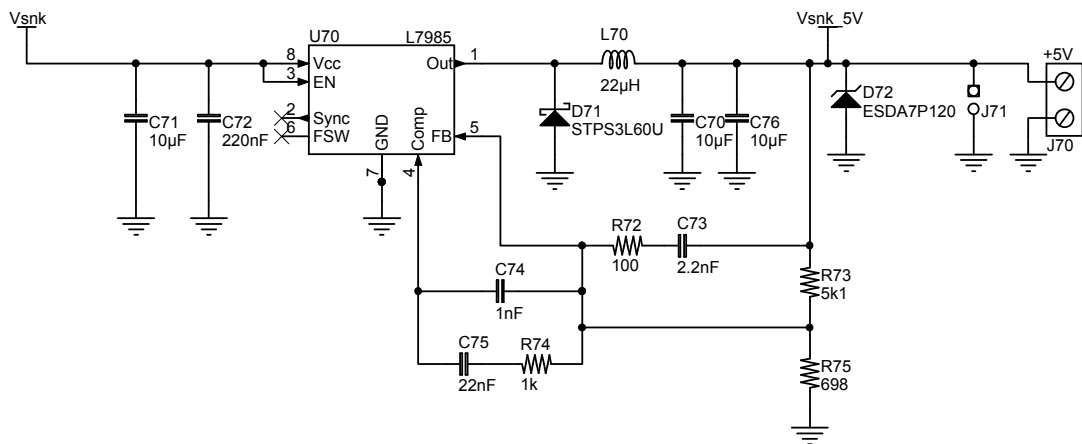 Vsnk
Vsnk_5V
U70
L7985
L70
22µH
+5V
8
Vcc
3
EN
2
Sync
6
FSW
Out
1
Comp
FB
5
GND
7
4
C71
10µF
C72
220nF
D71
STPS3L60U
C70
10µF
C76
10µF
D72
ESDA7P120
J71
J70
R72
100
C73
2.2nF
R73
5k1
C74
1nF
C75
22nF
R74
1k
R75
698